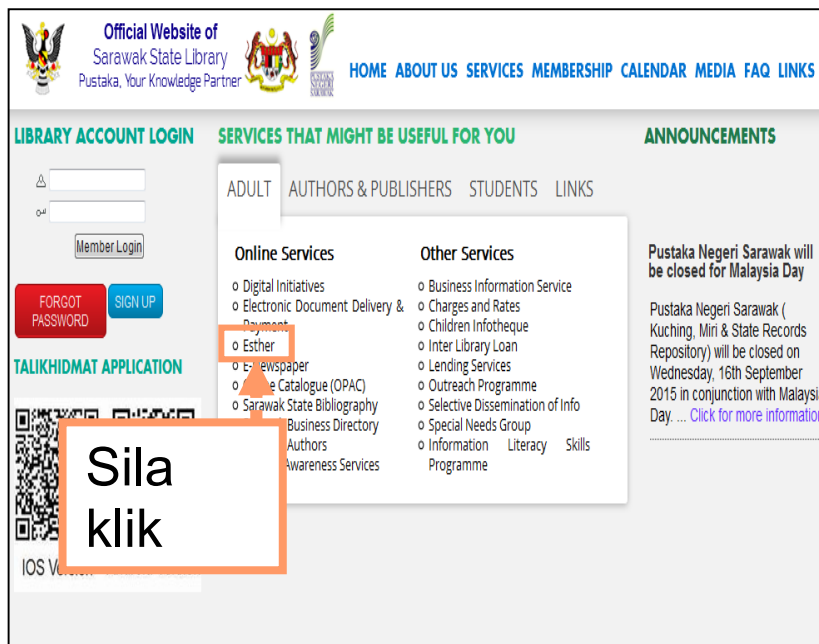 Official Website of
Sarawak State Library
Pustaka, Your Knowledge Partner
HOME ABOUT US SERVICES MEMBERSHIP CALENDAR MEDIA FAQ LINKS
LIBRARY ACCOUNT LOGIN
Member Login
FORGOT
PASSWORD
SIGN UP
TALIKHIDMAT APPLICATION
IOS
SERVICES THAT MIGHT BE USEFUL FOR YOU
ADULT AUTHORS & PUBLISHERS STUDENTS LINKS
Online Services
Digital Initiatives
Electronic Document Delivery &
Payment
Esther
E-Newspaper
Catalogue (OPAC)
Sarawak State Bibliography
Business Directory
Authors
Awareness Services
Other Services
Business Information Service
Charges and Rates
Children Infotheque
Inter Library Loan
Lending Services
Outreach Programme
Selective Dissemination of Info
Special Needs Group
Information Literacy Skills
Programme
Sila
klik
ANNOUNCEMENTS
Pustaka Negeri Sarawak will
be closed for Malaysia Day
Pustaka Negeri Sarawak (
Kuching, Miri & State Records
Repository) will be closed on
Wednesday, 16th September
2015 in conjunction with Malaysia
Day. ... Click for more information